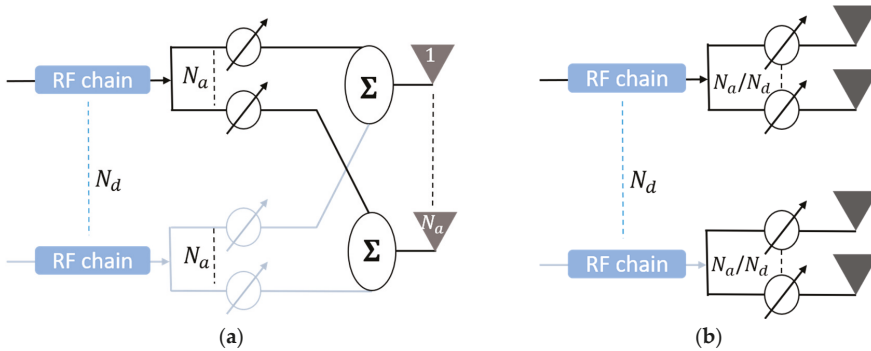 RF chain
N_a
Σ
1
N_d
RF chain
N_a
Σ
N_a
(a)
RF chain
N_a/N_d
N_d
RF chain
N_a/N_d
(b)